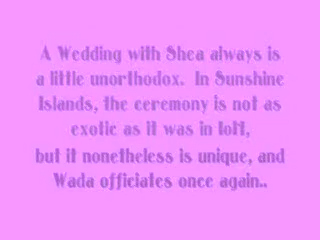 A Wedding with Shea always is
a little unorthodox. In Sunshine
Islands, the ceremony is not as
exotic as it was in IoHT,
but it nonetheless is unique, and
Wada officiates once again..